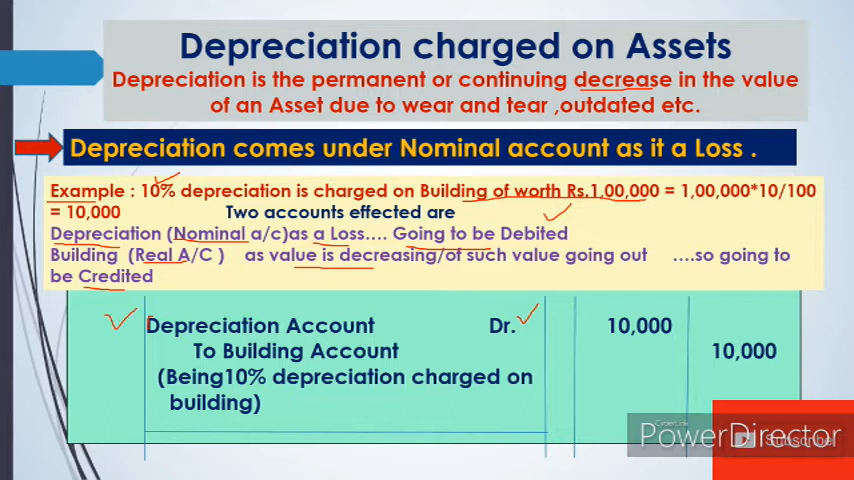 Depreciation charged on Assets
Depreciation is the permanent or continuing decrease in the value
of an Asset due to wear and tear ,outdated etc.
Depreciation comes under Nominal account as it a Loss .
Example : 10% depreciation is charged on Building of worth Rs.1,00,000 = 1,00,000*10/100
= 10,000 Two accounts effected are
Depreciation (Nominal a/c)as a Loss.... Going to be Debited
Building (Real A/C ) as value is decreasing/of such value going out ....so going to
be Credited
Depreciation Account Dr. 10,000
To Building Account 10,000
(Being10% depreciation charged on
building)
CyberLink
PowerDirector
Subscribe